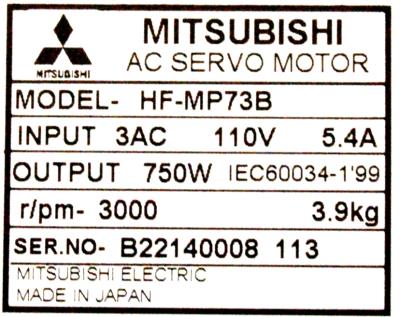 MITSUBISHI
AC SERVO MOTOR
MITSUBISHI
MODEL- HF-MP73B
INPUT 3AC 110V 5.4A
OUTPUT 750W IEC60034-1'99
r/pm- 3000 3.9kg
SER.NO- B22140008 113
MITSUBISHI ELECTRIC
MADE IN JAPAN